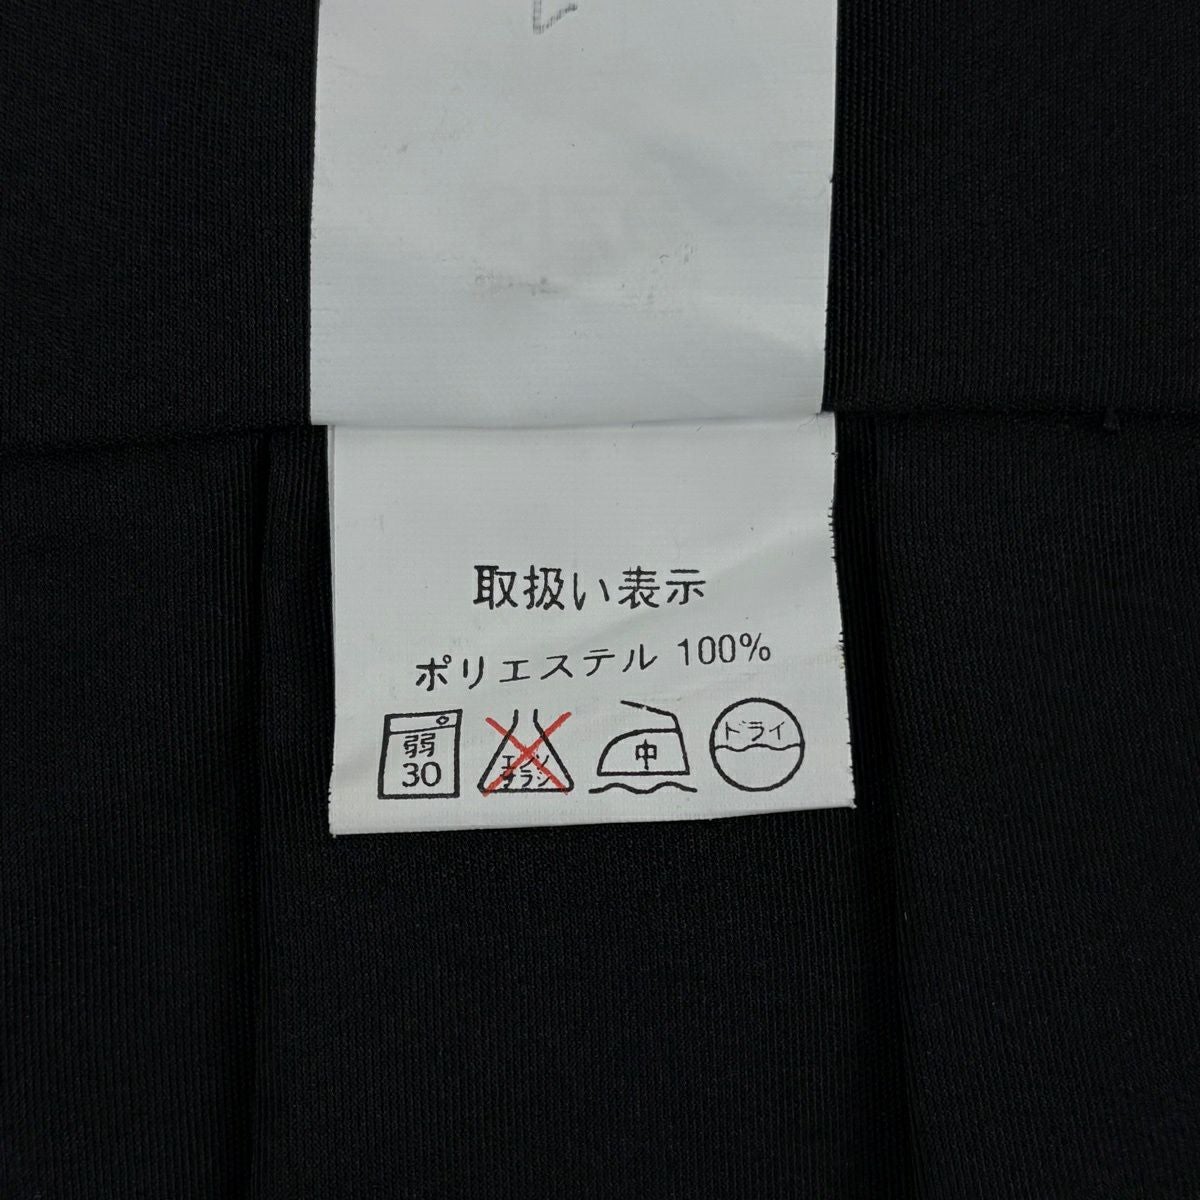 取扱い表示
ポリエステル 100%
弱
30
エンソ
サラシ
中
ドライ